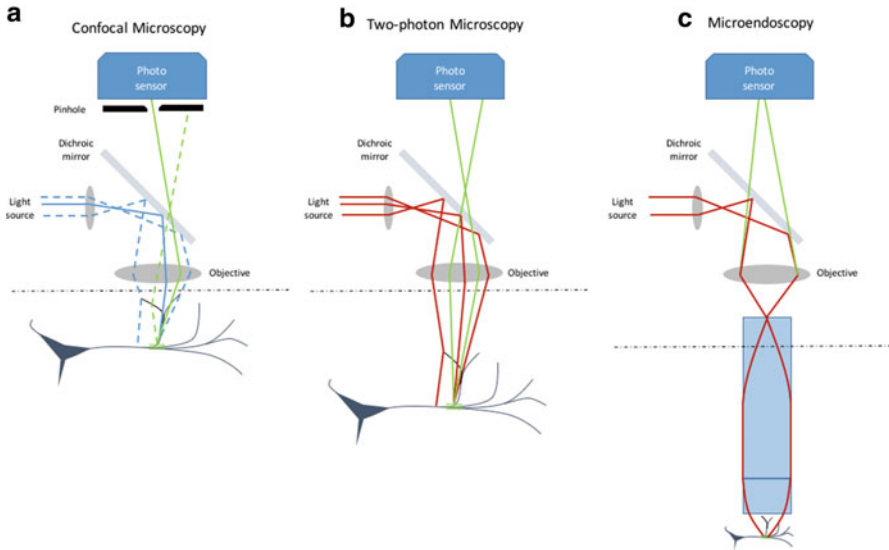 a
Confocal Microscopy
Photo
sensor
Pinhole
Dichroic
mirror
Light
source
Objective
b
Two-photon Microscopy
Photo
sensor
Dichroic
mirror
Light
source
Objective
c
Microendoscopy
Photo
sensor
Dichroic
mirror
Light
source
Objective